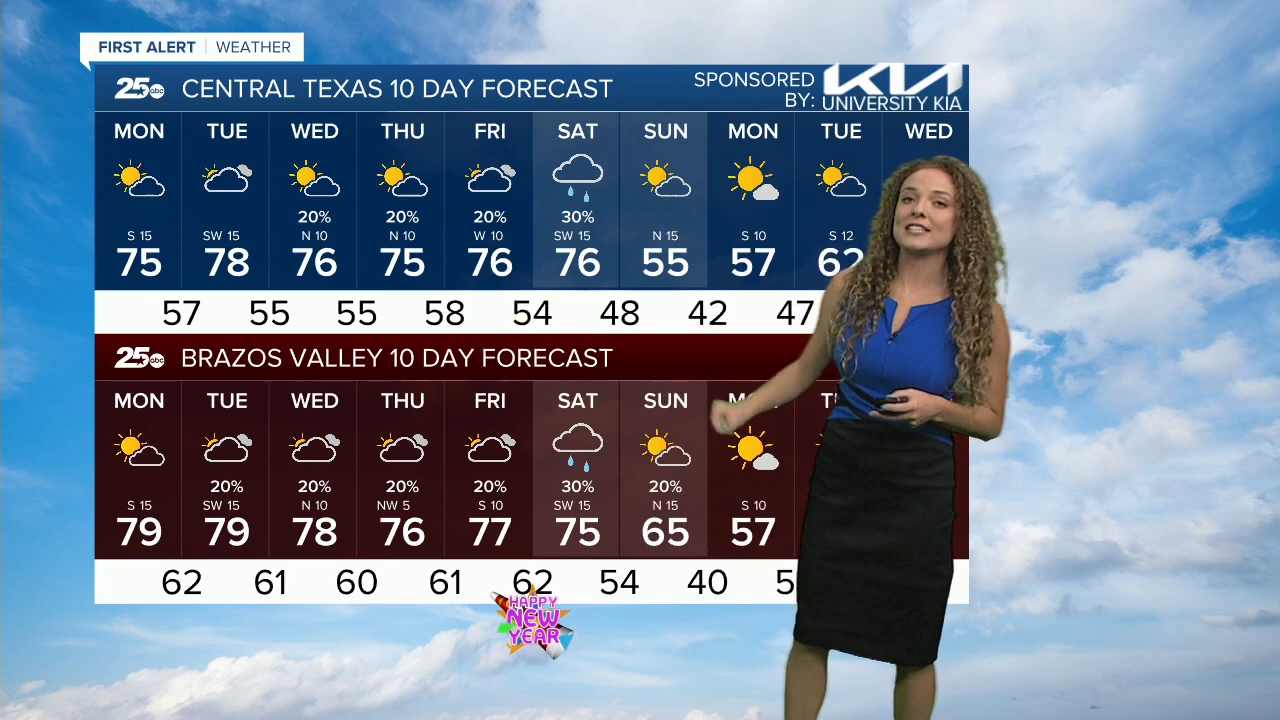 FIRST ALERT | WEATHER
25 abc CENTRAL TEXAS 10 DAY FORECAST
SPONSORED
BY: KIA
UNIVERSITY KIA
MON TUE WED THU FRI SAT SUN MON TUE WED
20% 20% 20% 30%
S 15 SW 15 N 10 N 10 W 10 SW 15 N 15 S 10 S 12
75 78 76 75 76 76 55 57 62
57 55 55 58 54 48 42 47
25 abc BRAZOS VALLEY 10 DAY FORECAST
MON TUE WED THU FRI SAT SUN MON
20% 20% 20% 20% 30% 20%
S 15 SW 15 N 10 NW 5 S 10 SW 15 N 15 S 10
79 79 78 76 77 75 65 57
62 61 60 61 62 54 40
HAPPY
NEW
YEAR